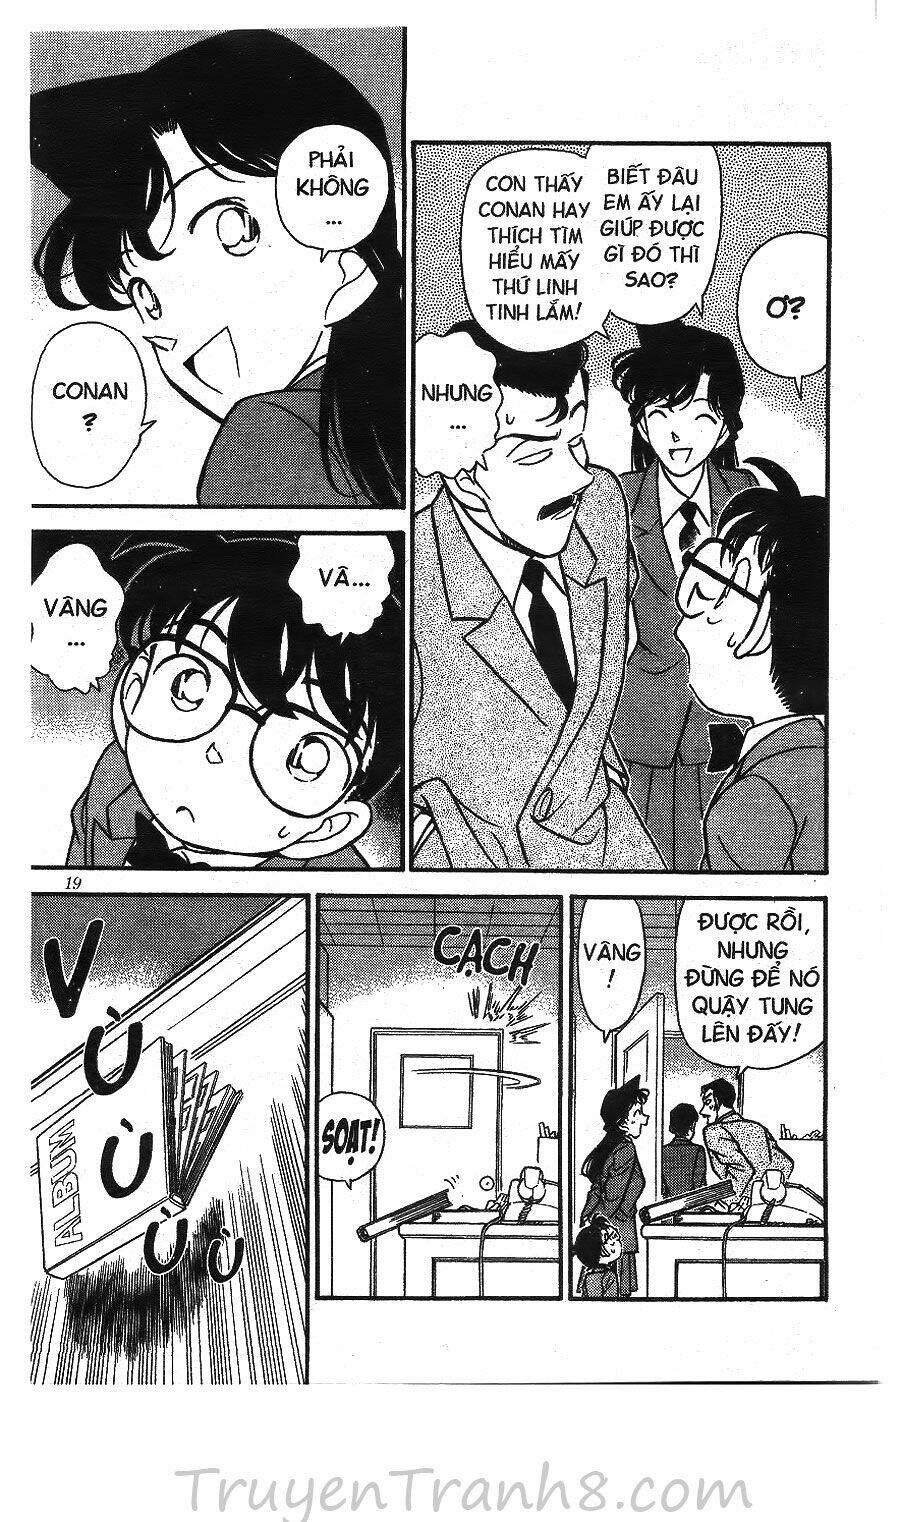 Ơ?
BIẾT ĐÂU
EM ẤY LẠI
GIÚP ĐƯỢC
GÌ ĐÓ THÌ
SAO?
CON THẤY
CONAN HAY
THÍCH TÌM
HIỂU MẤY
THỨ LINH
TINH LẮM!
NHƯNG
...
PHẢI
KHÔNG
...
CONAN
?
VÂ...
VÂNG
...
19
ĐƯỢC RỒI,
NHƯNG
ĐỪNG ĐỂ NÓ
QUẬY TUNG
LÊN ĐẤY!
VÂNG
!
CẠCH
SOẠT!
VÙ
Ù
Ù
Ù
ALBUM
TruyenTranh8.com